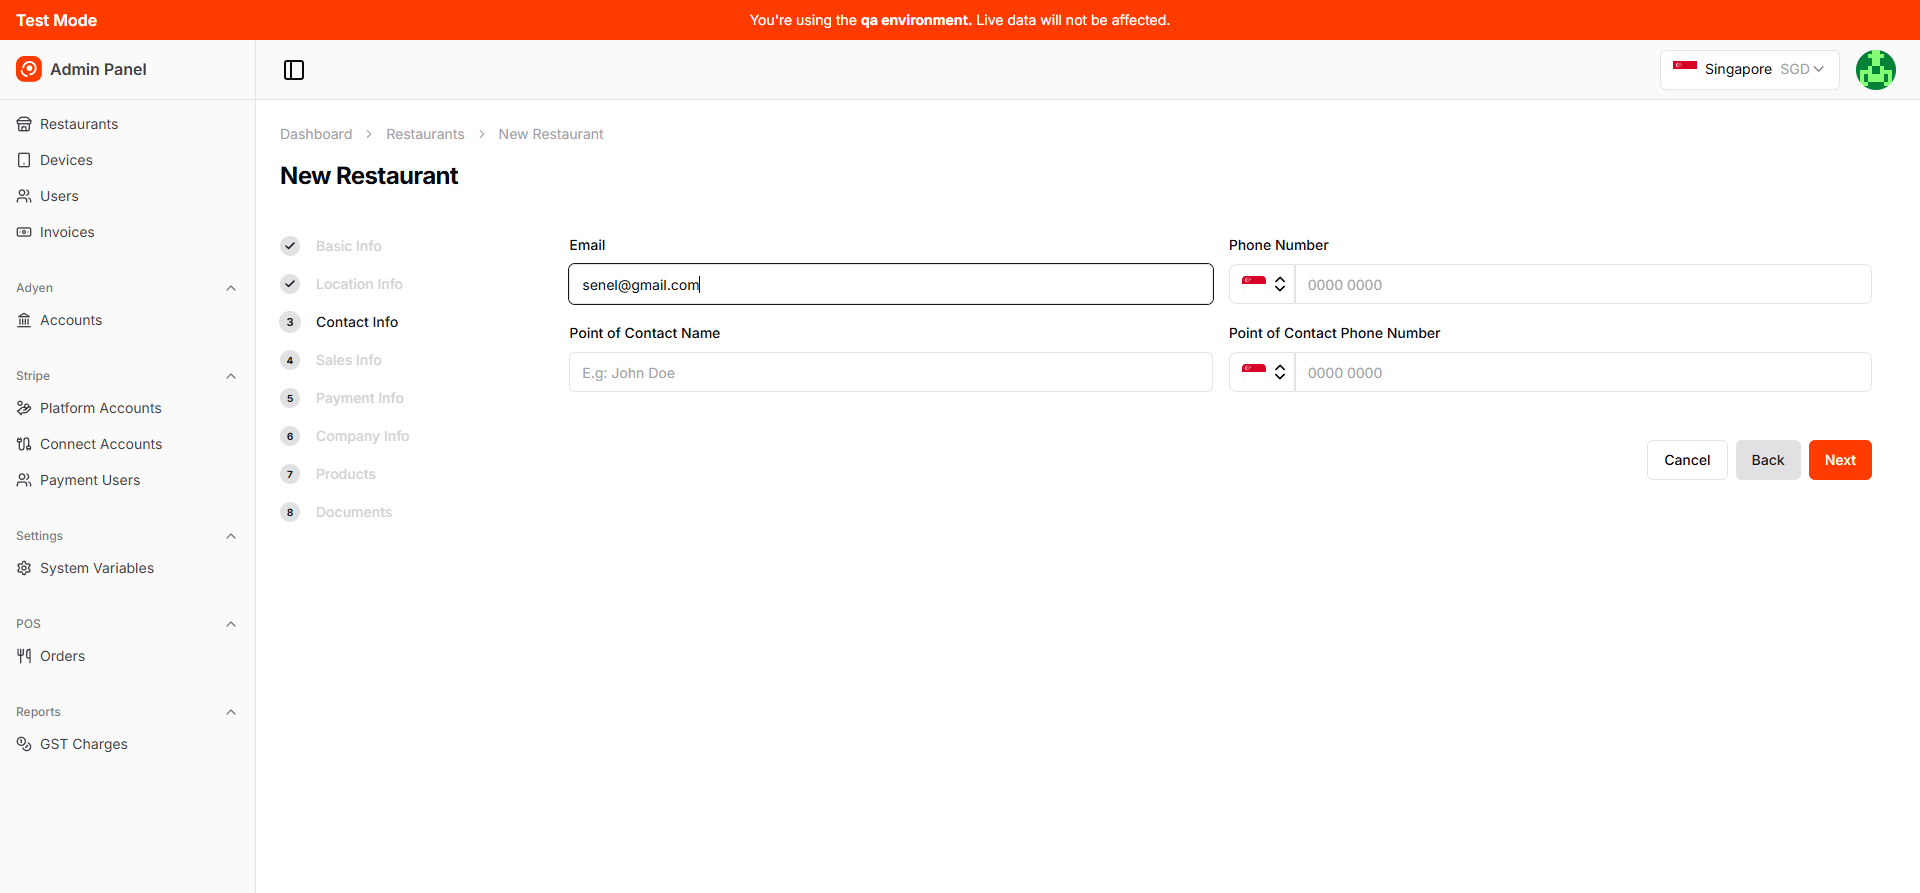 Test Mode
You're using the qa environment. Live data will not be affected.
Admin Panel
Singapore SGD
Restaurants
Devices
Users
Invoices
Adyen
Accounts
Stripe
Platform Accounts
Connect Accounts
Payment Users
Settings
System Variables
POS
Orders
Reports
GST Charges
Dashboard > Restaurants > New Restaurant
New Restaurant
Basic Info
Location Info
3 Contact Info
4 Sales Info
5 Payment Info
6 Company Info
7 Products
8 Documents
Email
senel@gmail.com
Phone Number
0000 0000
Point of Contact Name
E.g: John Doe
Point of Contact Phone Number
0000 0000
Cancel
Back
Next